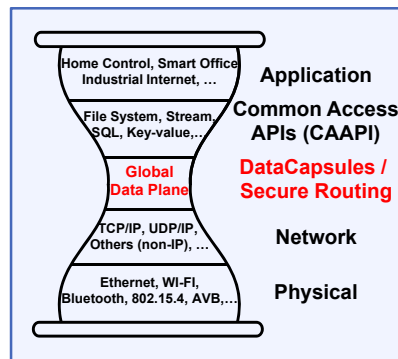 Home Control, Smart Office
Industrial Internet, …
Application
File System, Stream,
SQL, Key-value,…
Common Access
APIs (CAAPI)
Global
Data Plane
DataCapsules /
Secure Routing
TCP/IP, UDP/IP,
Others (non-IP), …
Network
Ethernet, WI-FI,
Bluetooth, 802.15.4, AVB,…
Physical